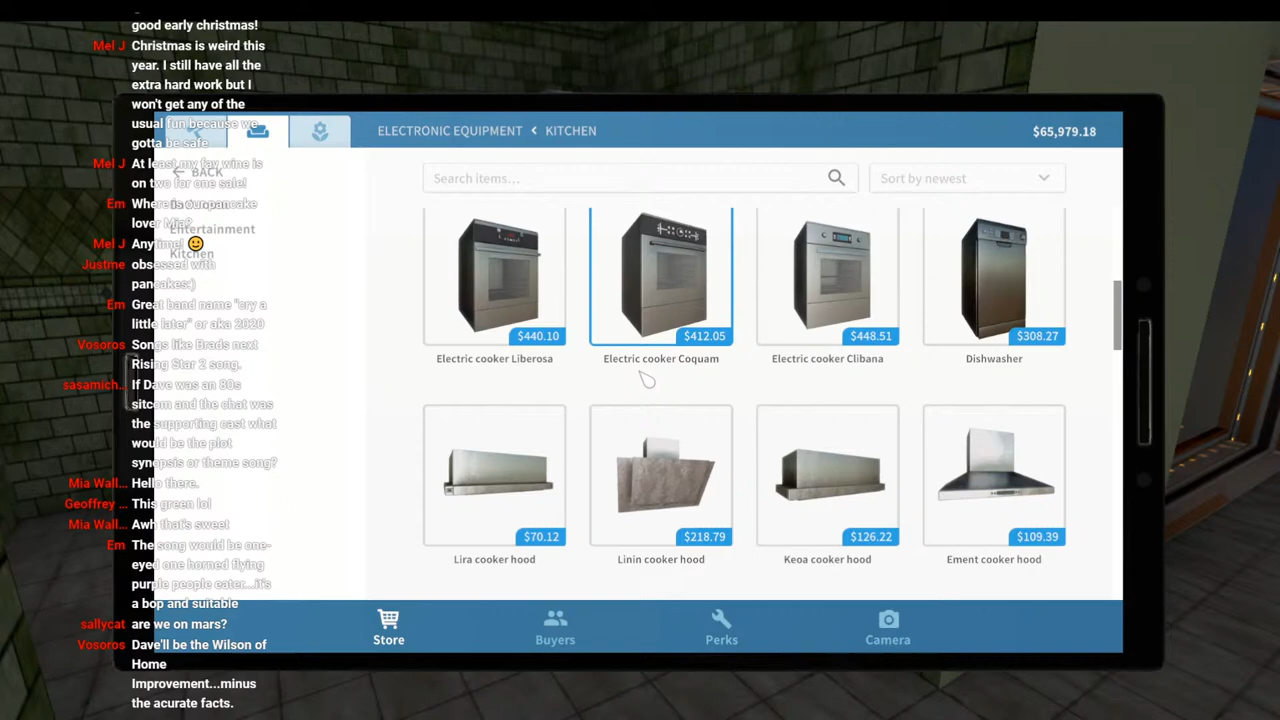 good early christmas!
Mel J Christmas is weird this
year. I still have all the
extra hard work but I
won't get any of the
usual fun because we
gotta be safe
Mel J At least my fav wine is
on two for one sale!
Em Where is our pancake
lover Mia?
Mel J Anytime! 🙂
Justme obsessed with
pancakes:)
Em Great band name "cry a
little later" or aka 2020
Vosoros Songs like Brads next
Rising Star 2 song.
sasamich... If Dave was an 80s
sitcom and the chat was
the supporting cast what
would be the plot
synopsis or theme song?
Mia Wall... Hello there.
Geoffrey ... This green lol
Mia Wall... Awh that's sweet
Em The song would be one-
eyed one horned flying
purple people eater...it's
a bop and suitable
sallycat are we on mars?
Vosoros Dave'll be the Wilson of
Home
Improvement...minus
the acurate facts.
ELECTRONIC EQUIPMENT < KITCHEN
$65,979.18
← BACK
Entertainment
Kitchen
Search items...
Sort by newest
$440.10
$412.05
$448.51
$308.27
Electric cooker Liberosa
Electric cooker Coquam
Electric cooker Clibana
Dishwasher
$70.12
$218.79
$126.22
$109.39
Lira cooker hood
Linin cooker hood
Keoa cooker hood
Ement cooker hood
Store
Buyers
Perks
Camera